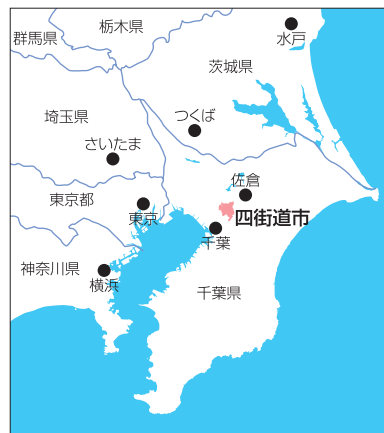 栃木県
群馬県
水戸
茨城県
埼玉県
つくば
さいたま
佐倉
東京都
東京
四街道市
千葉
神奈川県
横浜
千葉県